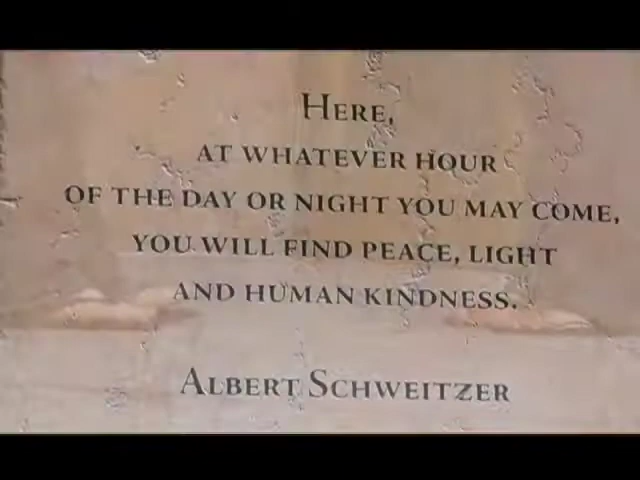 HERE,
AT WHATEVER HOUR
OF THE DAY OR NIGHT YOU MAY COME,
YOU WILL FIND PEACE, LIGHT
AND HUMAN KINDNESS.
ALBERT SCHWEITZER